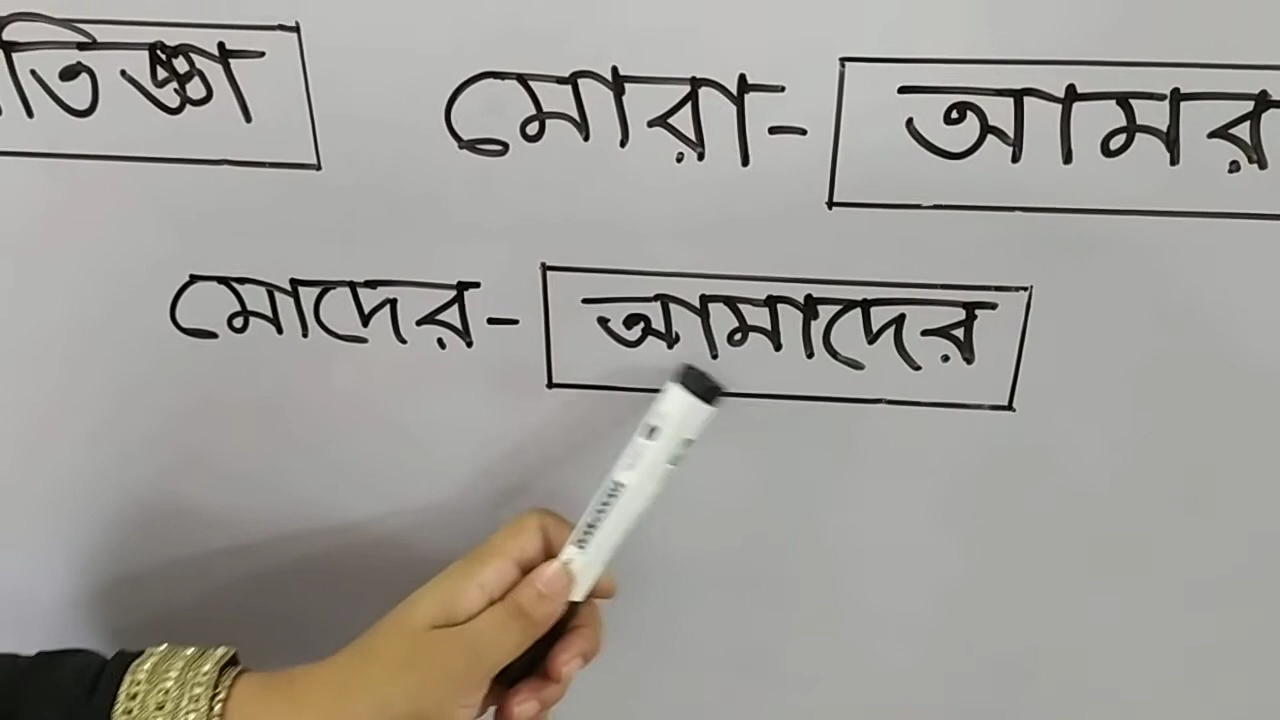 তিজ্ঞা মোরা- আমর
মোদের- আমাদের